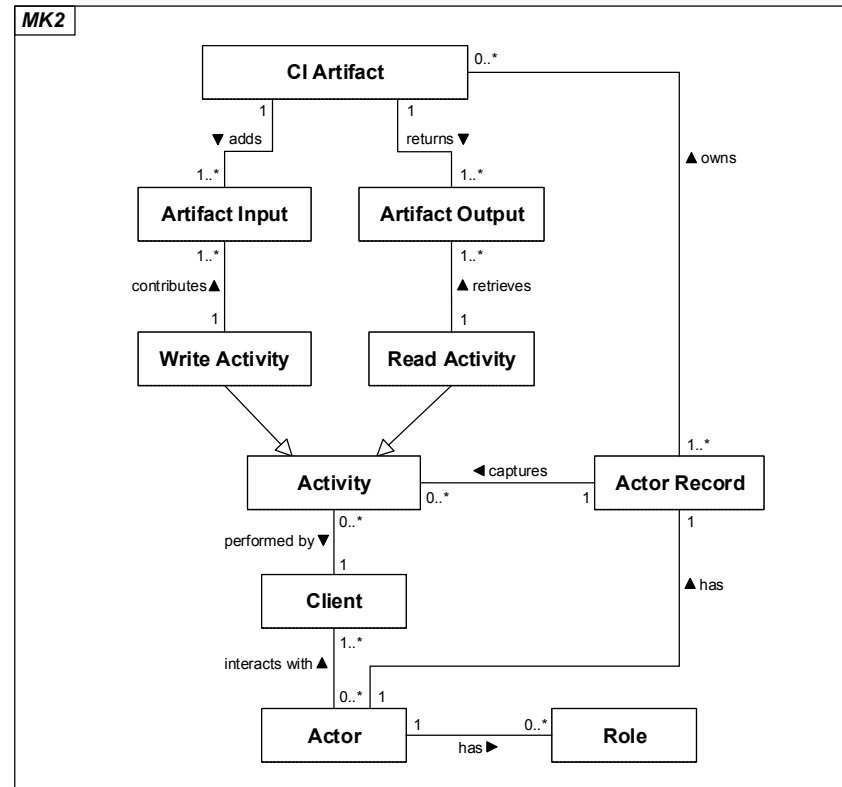 MK2
CI Artifact
0..*
1
1
▼ adds
returns ▼
▲ owns
1..*
1..*
Artifact Input
Artifact Output
1..*
1..*
contributes ▲
▲ retrieves
1
1
Write Activity
Read Activity
1..*
Activity
◄ captures
Actor Record
0..*
1
0..*
1
performed by ▼
1
▲ has
Client
1..*
interacts with ▲
0..*
1
Actor
1
0..*
Role
has ►